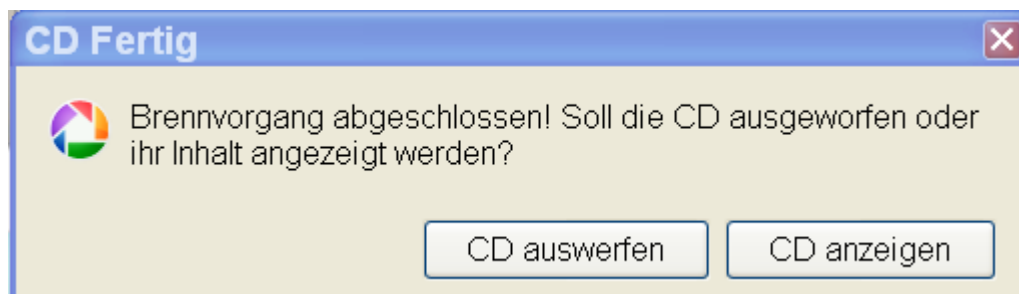 CD Fertig
Brennvorgang abgeschlossen! Soll die CD ausgeworfen oder
ihr Inhalt angezeigt werden?
CD auswerfen CD anzeigen